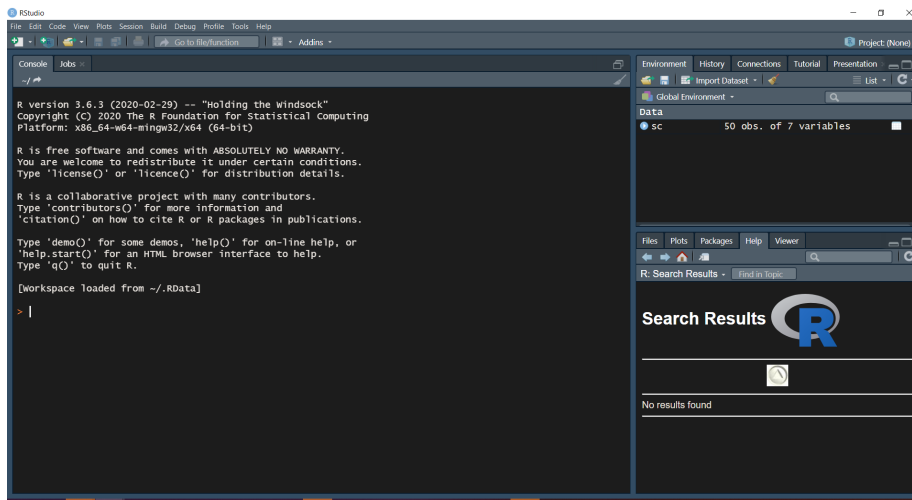 RStudio
File Edit Code View Plots Session Build Debug Profile Tools Help
Go to file/function Addins Project: (None)
Console Jobs
~/
R version 3.6.3 (2020-02-29) -- "Holding the Windsock"
Copyright (C) 2020 The R Foundation for Statistical Computing
Platform: x86_64-w64-mingw32/x64 (64-bit)
R is free software and comes with ABSOLUTELY NO WARRANTY.
You are welcome to redistribute it under certain conditions.
Type 'license()' or 'licence()' for distribution details.
R is a collaborative project with many contributors.
Type 'contributors()' for more information and
'citation()' on how to cite R or R packages in publications.
Type 'demo()' for some demos, 'help()' for on-line help, or
'help.start()' for an HTML browser interface to help.
Type 'q()' to quit R.
[Workspace loaded from ~/.RData]
>
Environment History Connections Tutorial Presentation
Import Dataset List
Global Environment
Data
sc 50 obs. of 7 variables
Files Plots Packages Help Viewer
R: Search Results Find in Topic
Search Results R
No results found